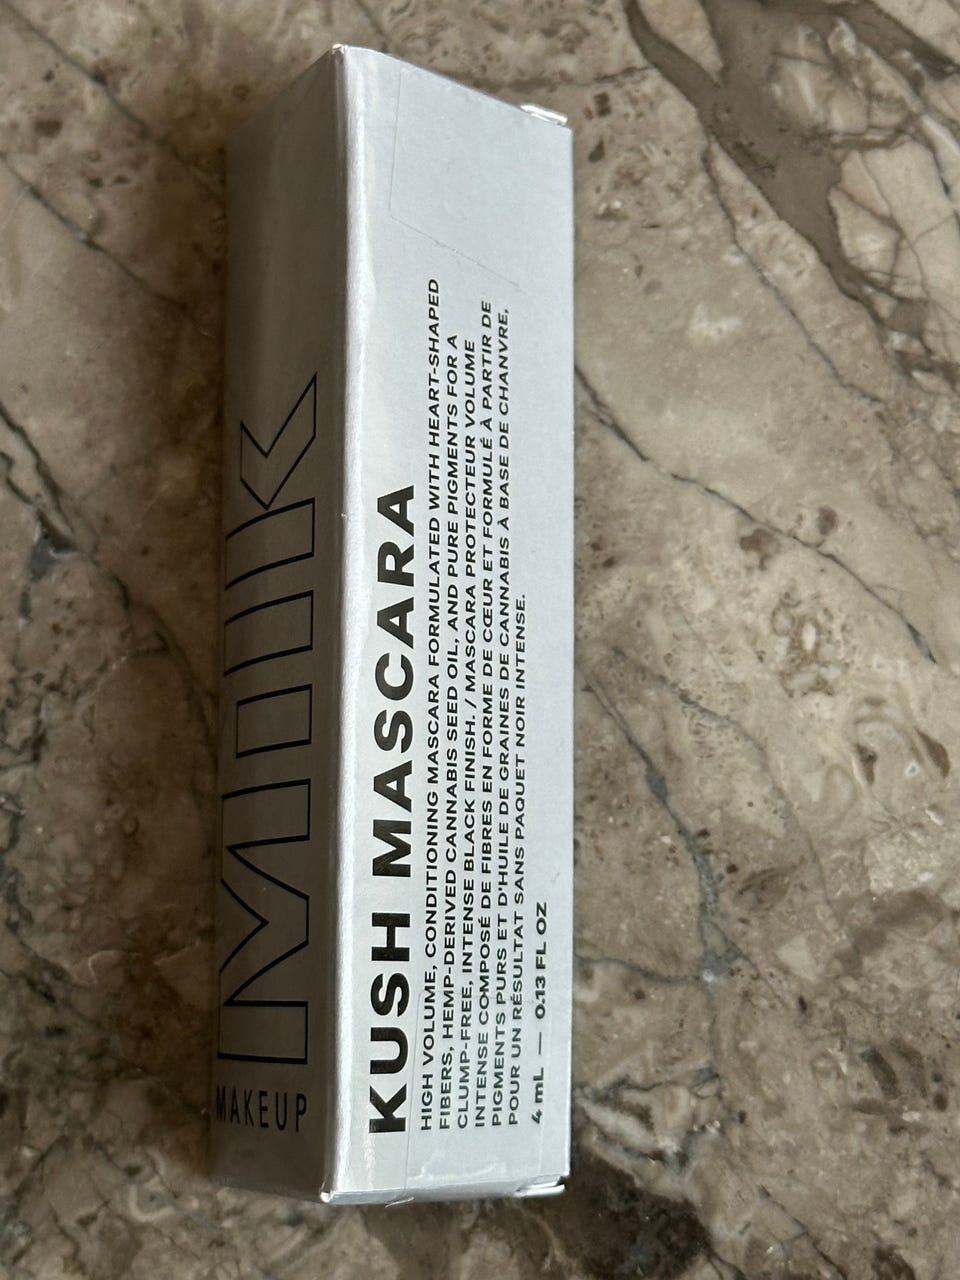 MilK
MAKEUP
KUSH MASCARA
HIGH VOLUME, CONDITIONING MASCARA FORMULATED WITH HEART-SHAPED
FIBERS, HEMP-DERIVED CANNABIS SEED OIL, AND PURE PIGMENTS FOR A
CLUMP-FREE, INTENSE BLACK FINISH. / MASCARA PROTECTEUR VOLUME
INTENSE COMPOSÉ DE FIBRES EN FORME DE CŒUR ET FORMULÉ À PARTIR DE
PIGMENTS PURS ET D'HUILE DE GRAINES DE CANNABIS À BASE DE CHANVRE,
POUR UN RÉSULTAT SANS PAQUET NOIR INTENSE.
4 mL — 0.13 FL OZ